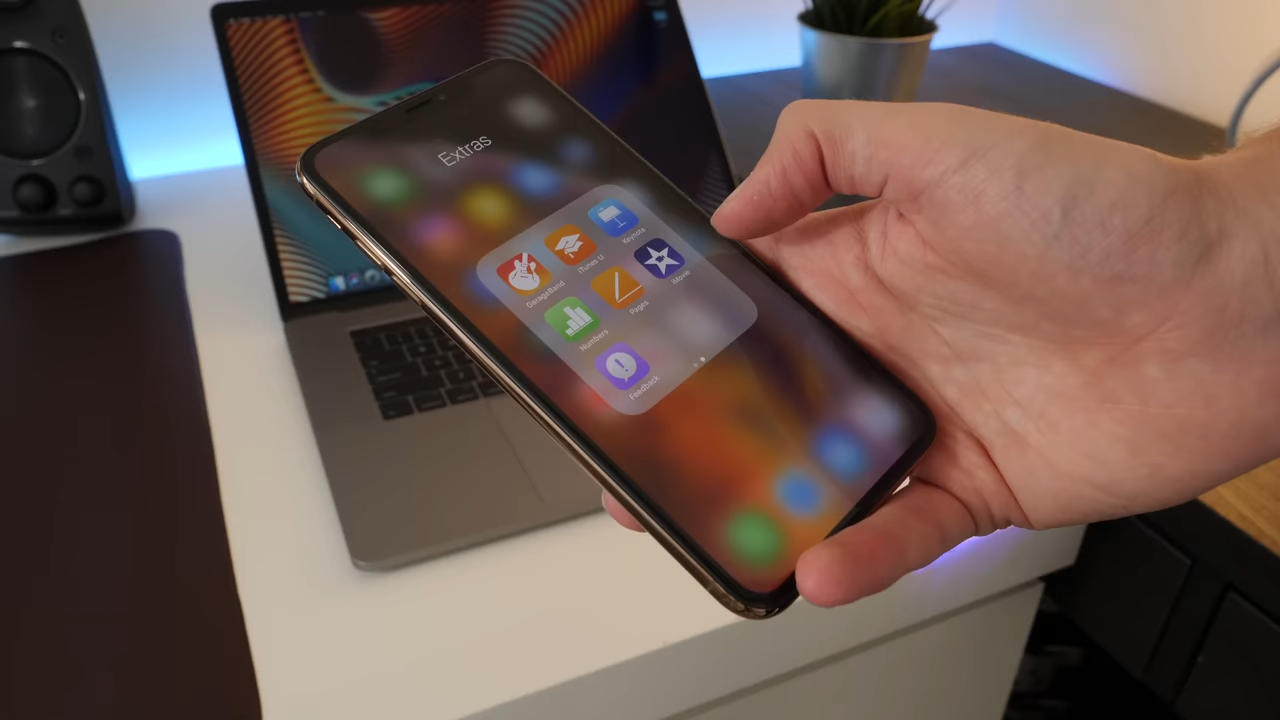 Extras
GarageBand
iTunes U
Keynote
Numbers
Pages
iMovie
Feedback